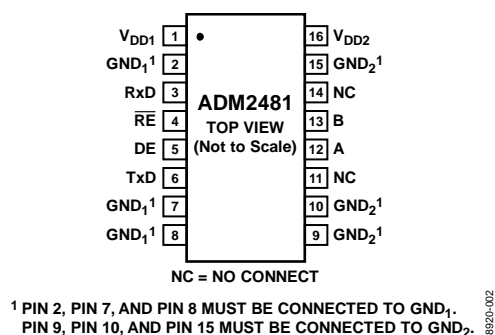 VDD1 1 16 VDD2
GND1¹ 2 15 GND2¹
RxD 3 14 NC
R̅E̅ 4 13 B
DE 5 12 A
TxD 6 11 NC
GND1¹ 7 10 GND2¹
GND1¹ 8 9 GND2¹
ADM2481
TOP VIEW
(Not to Scale)
NC = NO CONNECT
¹ PIN 2, PIN 7, AND PIN 8 MUST BE CONNECTED TO GND1.
PIN 9, PIN 10, AND PIN 15 MUST BE CONNECTED TO GND2.